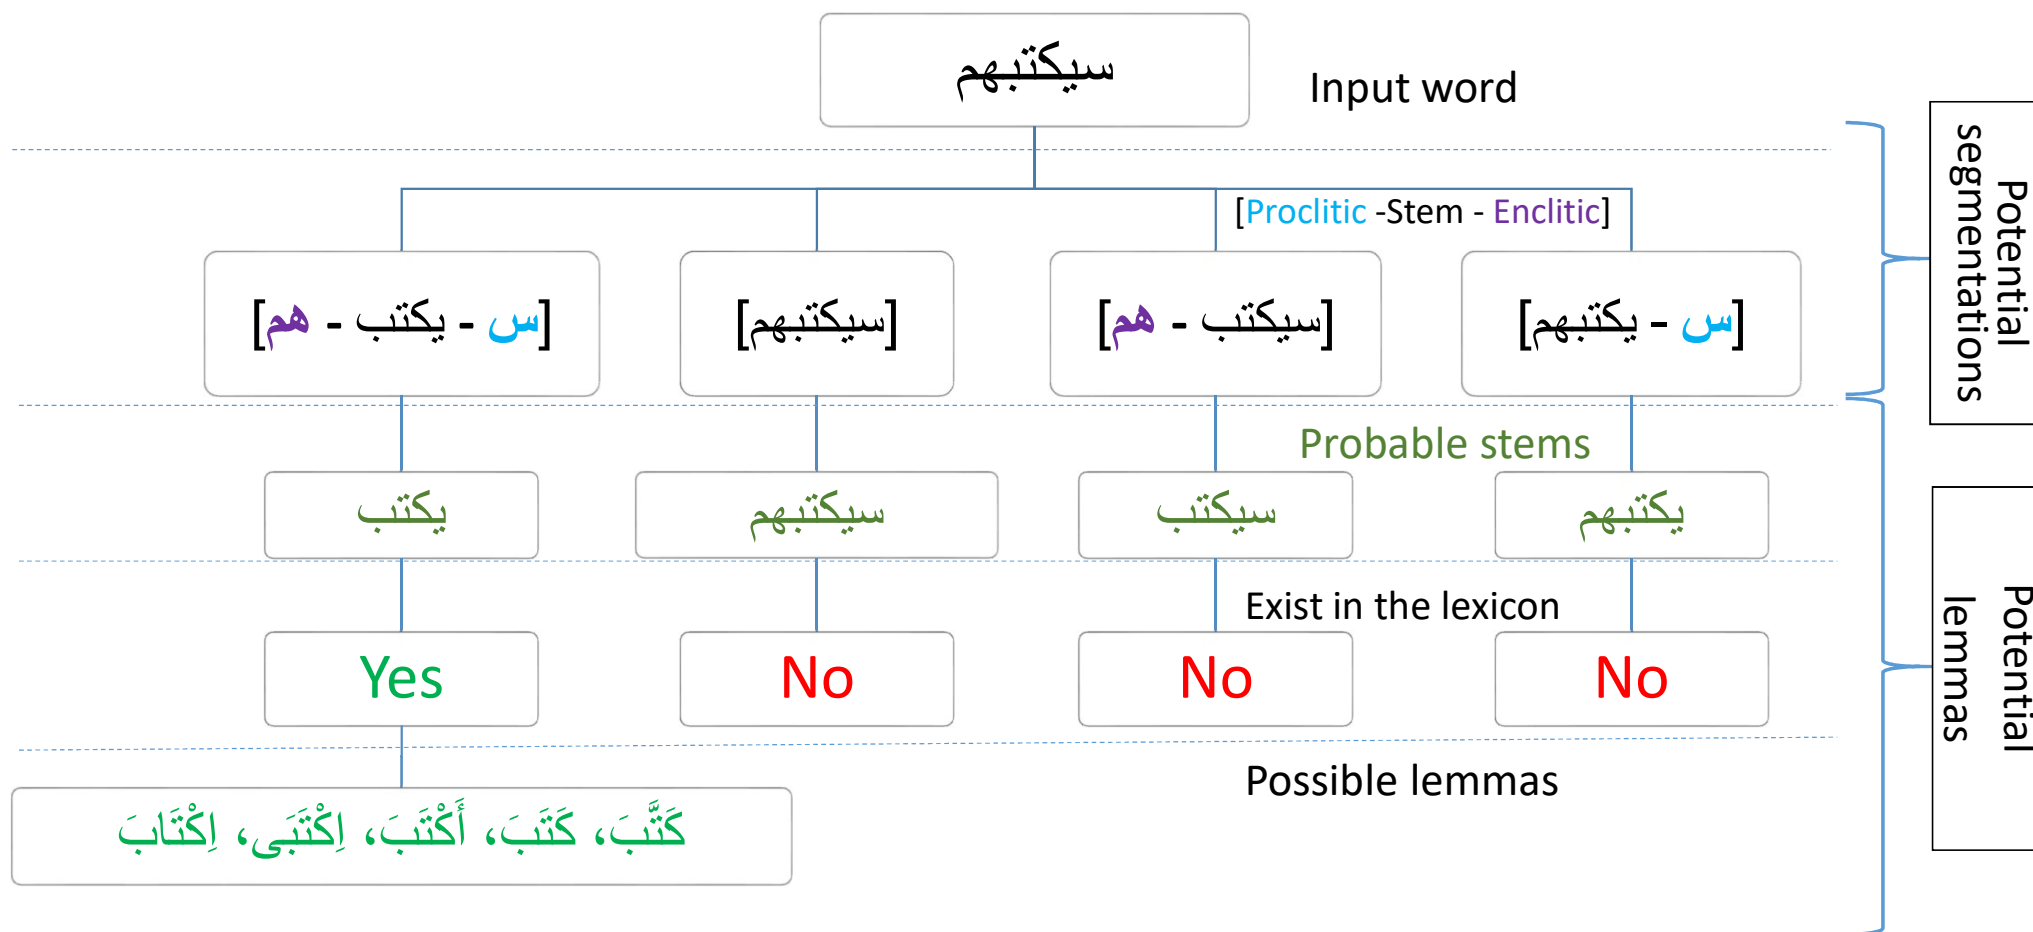 سيكتبهم
Input word
Potential
segmentations
[Proclitic -Stem - Enclitic]
[س - يكتب - هم]
[سيكتبهم]
[سيكتب - هم]
[س - يكتبهم]
Probable stems
يكتب
سيكتبهم
سيكتب
يكتبهم
Exist in the lexicon
Yes
No
No
No
Potential
lemmas
Possible lemmas
كَتَّبَ، كَتَبَ، أَكْتَبَ، اِكْتَبَى، اِكْتَابَ